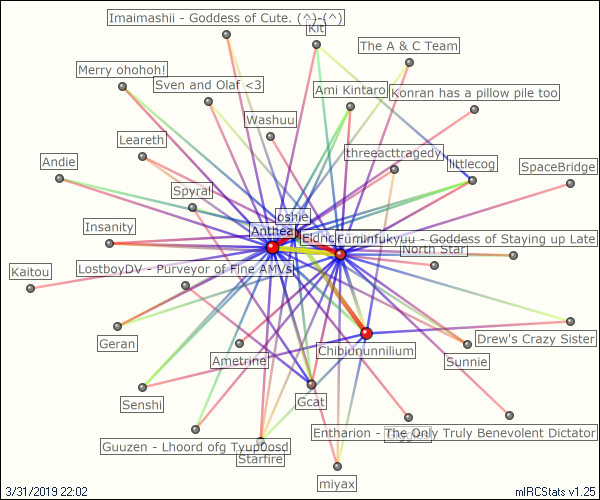 Imaimashii - Goddess of Cute. (^)-(^)
Kit
The A & C Team
Merry ohohoh!
Sven and Olaf <3
Ami Kintaro
Konran has a pillow pile too
Washuu
Leareth
threeacttragedy
Andie
littlecog
SpaceBridge
Spyral
oshie
Insanity
Anthea
Fuminfukyuu - Goddess of Staying up Late
North Star
Kaitou
LostboyDV - Purveyor of Fine AMVs
Geran
Drew's Crazy Sister
Chibiununnilium
Ametrine
Sunnie
Senshi
Gcat
Entharion - The Only Truly Benevolent Dictator
Guuzen - Lhoord ofg Tyup0osd
Starfire
miyax
3/31/2019 22:02
mIRCStats v1.25